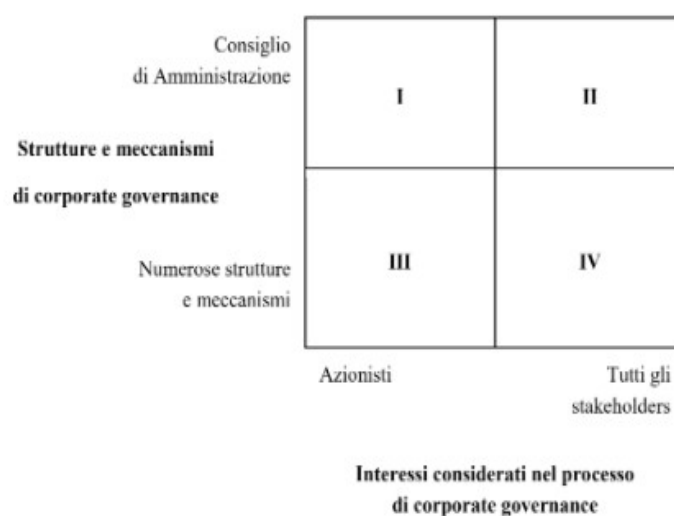 Consiglio
di Amministrazione
I
II
Strutture e meccanismi
di corporate governance
Numerose strutture
e meccanismi
III
IV
Azionisti
Tutti gli
stakeholders
Interessi considerati nel processo
di corporate governance